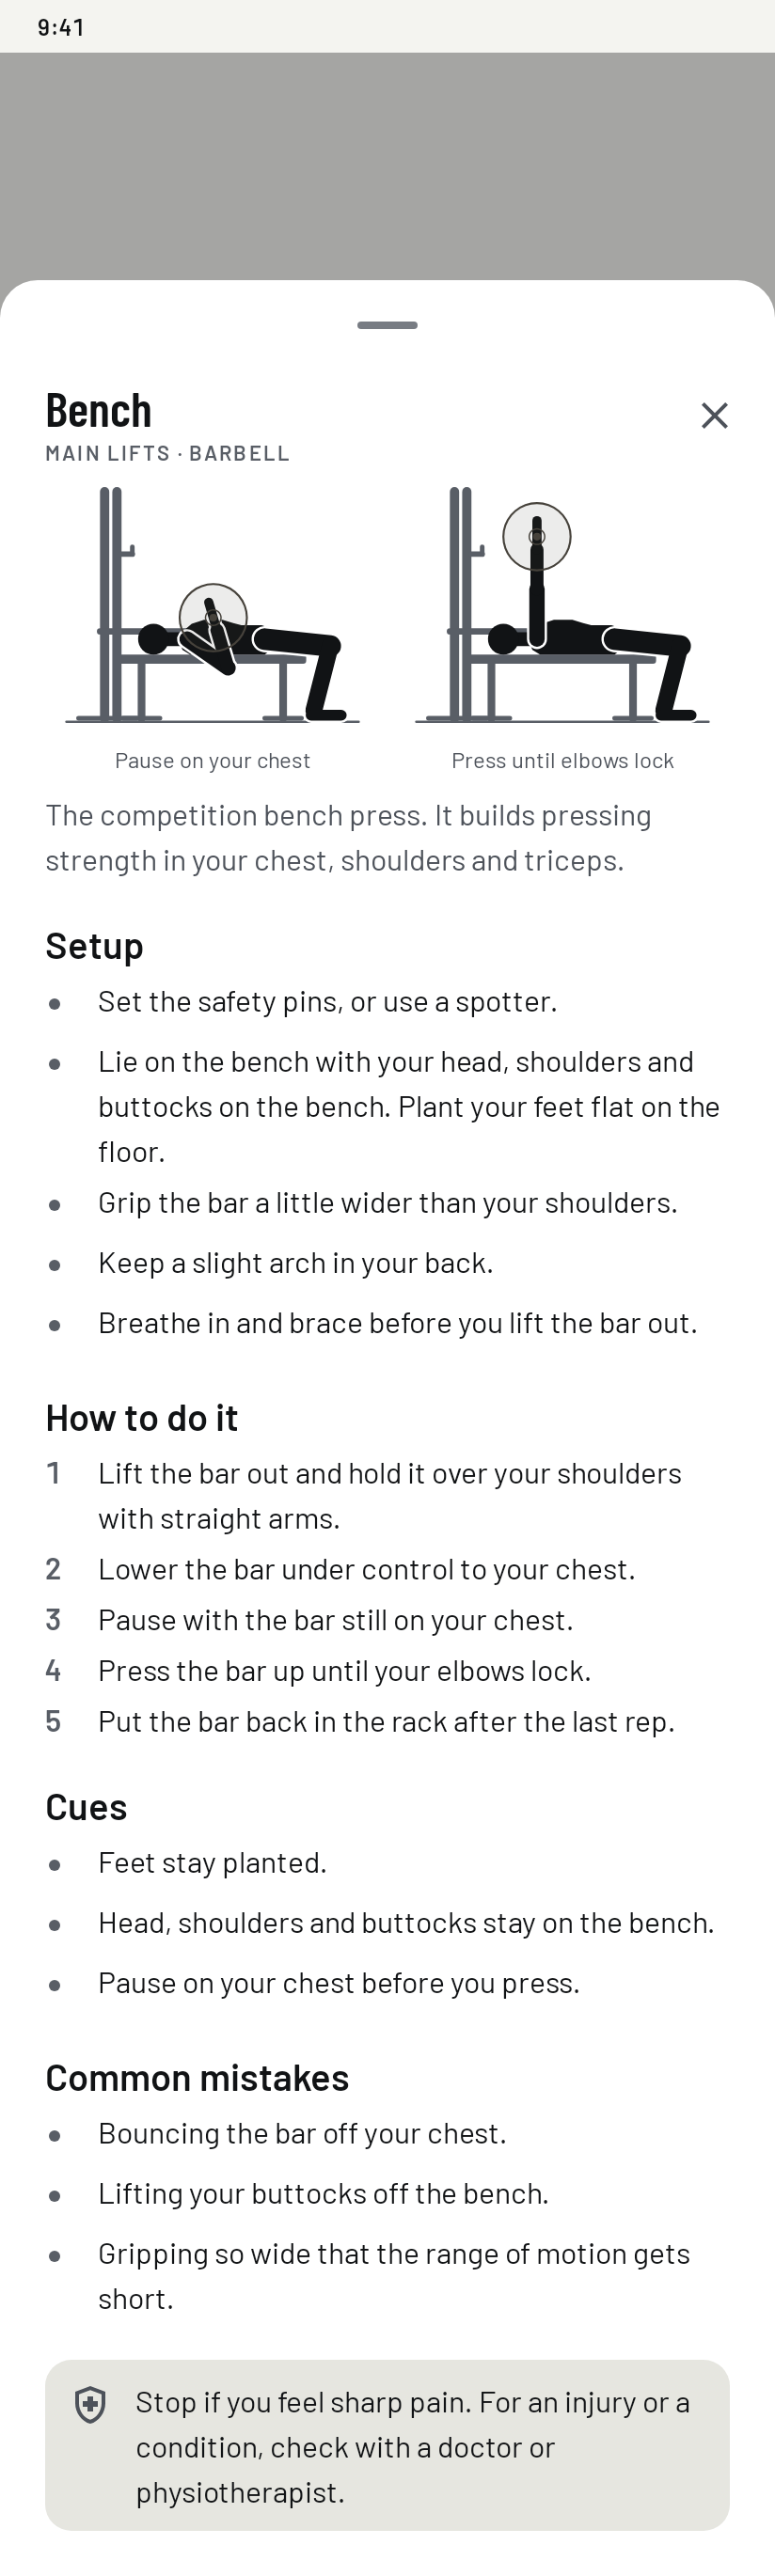 9:41
Bench
MAIN LIFTS · BARBELL
Pause on your chest
Press until elbows lock
The competition bench press. It builds pressing
strength in your chest, shoulders and triceps.
Setup
• Set the safety pins, or use a spotter.
• Lie on the bench with your head, shoulders and
buttocks on the bench. Plant your feet flat on the
floor.
• Grip the bar a little wider than your shoulders.
• Keep a slight arch in your back.
• Breathe in and brace before you lift the bar out.
How to do it
1 Lift the bar out and hold it over your shoulders
with straight arms.
2 Lower the bar under control to your chest.
3 Pause with the bar still on your chest.
4 Press the bar up until your elbows lock.
5 Put the bar back in the rack after the last rep.
Cues
• Feet stay planted.
• Head, shoulders and buttocks stay on the bench.
• Pause on your chest before you press.
Common mistakes
• Bouncing the bar off your chest.
• Lifting your buttocks off the bench.
• Gripping so wide that the range of motion gets
short.
Stop if you feel sharp pain. For an injury or a
condition, check with a doctor or
physiotherapist.